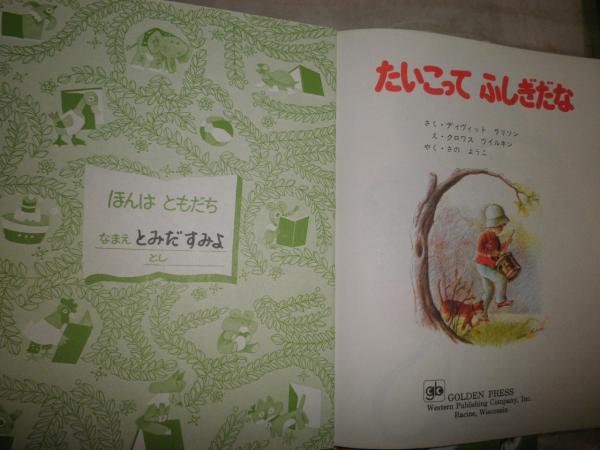 ほんは ともだち
なまえ とみだ すみよ
とし
たいこって ふしぎだな
さく・ディヴィット ラリソン
え・クロワス ウイルキン
やく・さの ようこ
GOLDEN PRESS
Western Publishing Company, Inc.
Racine, Wisconsin